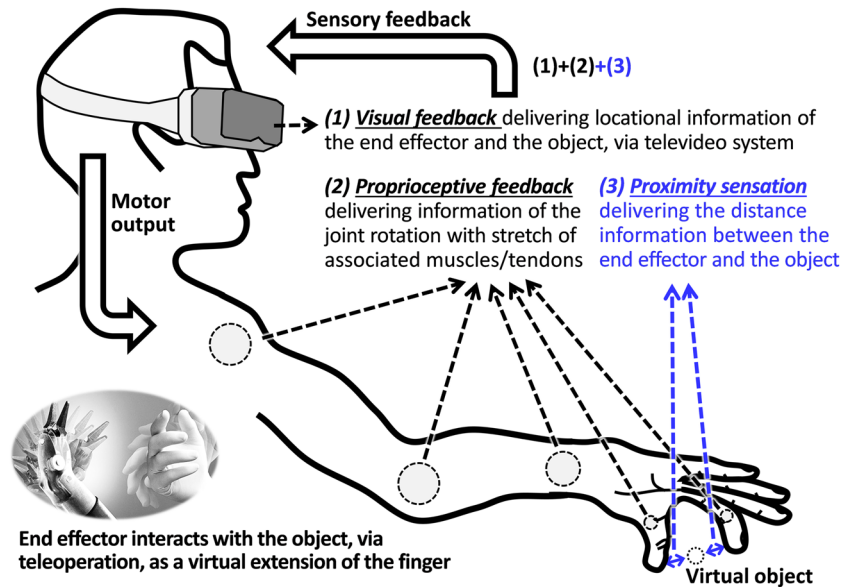 Sensory feedback
(1)+(2)+(3)
(1) Visual feedback delivering locational information of
the end effector and the object, via televideo system
(2) Proprioceptive feedback
delivering information of the
joint rotation with stretch of
associated muscles/tendons
(3) Proximity sensation
delivering the distance
information between the
end effector and the object
Motor
output
End effector interacts with the object, via
teleoperation, as a virtual extension of the finger
Virtual object